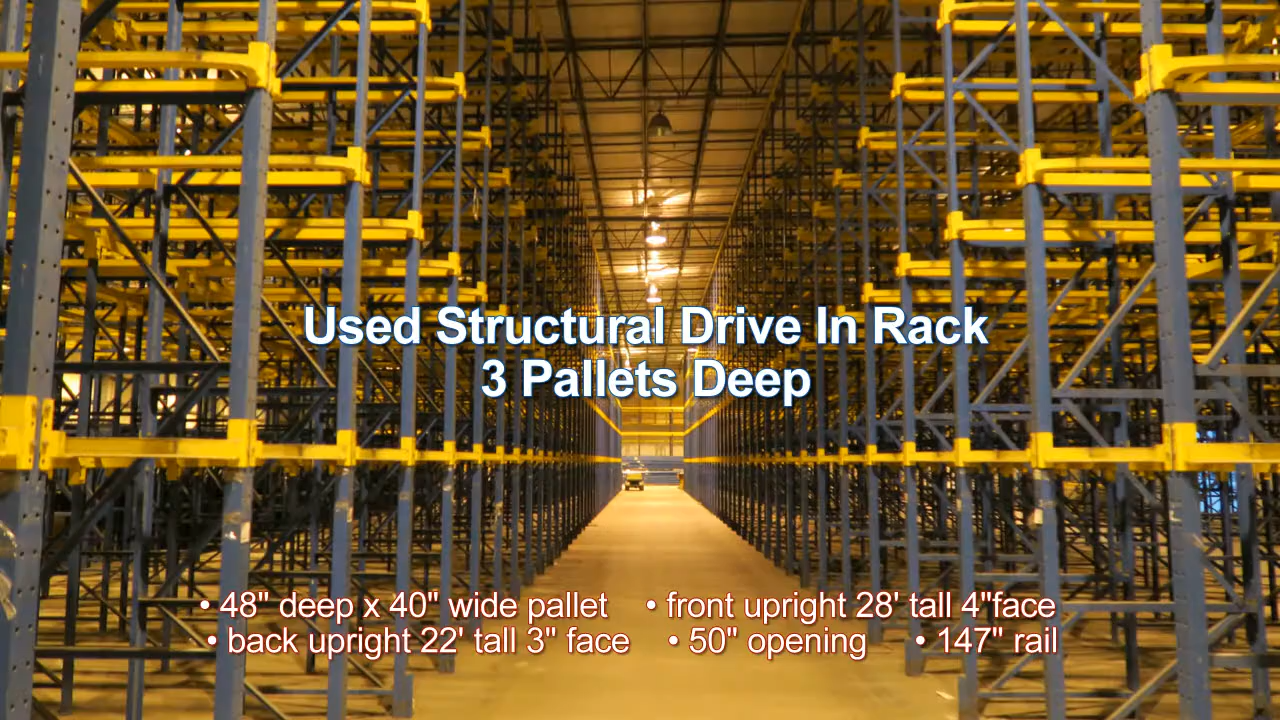 Used Structural Drive In Rack
3 Pallets Deep
• 48" deep x 40" wide pallet • front upright 28' tall 4"face
• back upright 22' tall 3" face • 50" opening • 147" rail